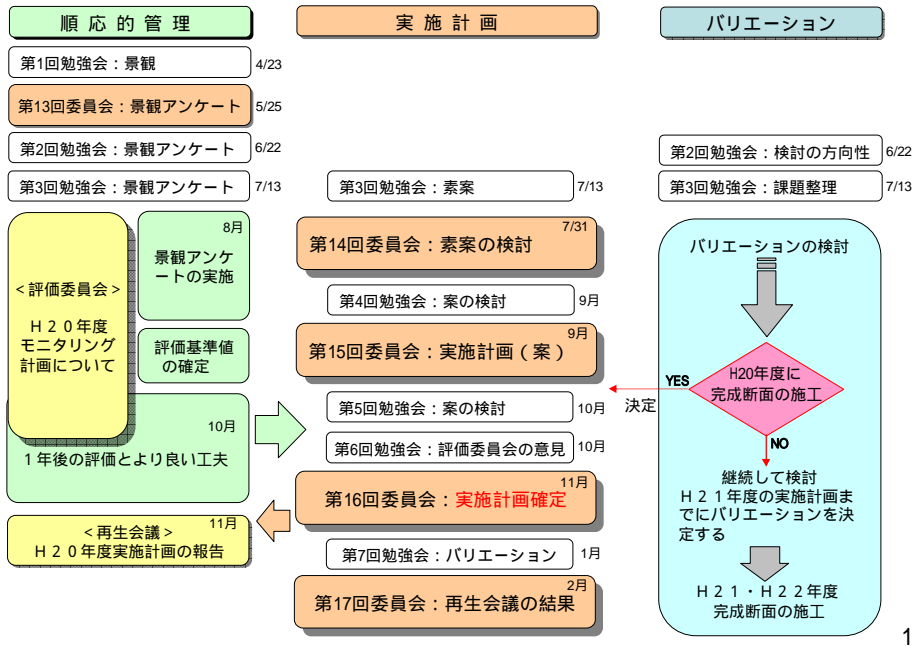 順 応 的 管 理
第1回勉強会：景観
4/23
第13回委員会：景観アンケート
5/25
第2回勉強会：景観アンケート
6/22
第3回勉強会：景観アンケート
7/13
＜評価委員会＞
Ｈ２０年度
モニタリング
計画について
8月
景観アンケ
ートの実施
評価基準値
の確定
10月
１年後の評価とより良い工夫
＜再生会議＞
11月
Ｈ２０年度実施計画の報告
実 施 計 画
第3回勉強会：素案
7/13
7/31
第14回委員会：素案の検討
第4回勉強会：案の検討
9月
9月
第15回委員会：実施計画（案）
第5回勉強会：案の検討
10月
第6回勉強会：評価委員会の意見
10月
11月
第16回委員会：実施計画確定
第7回勉強会：バリエーション
1月
2月
第17回委員会：再生会議の結果
バリエーション
第2回勉強会：検討の方向性
6/22
第3回勉強会：課題整理
7/13
バリエーションの検討
H20年度に
完成断面の施工
YES
決定
NO
継続して検討
Ｈ２１年度の実施計画ま
でにバリエーションを決
定する
Ｈ２１・Ｈ２２年度
完成断面の施工
1